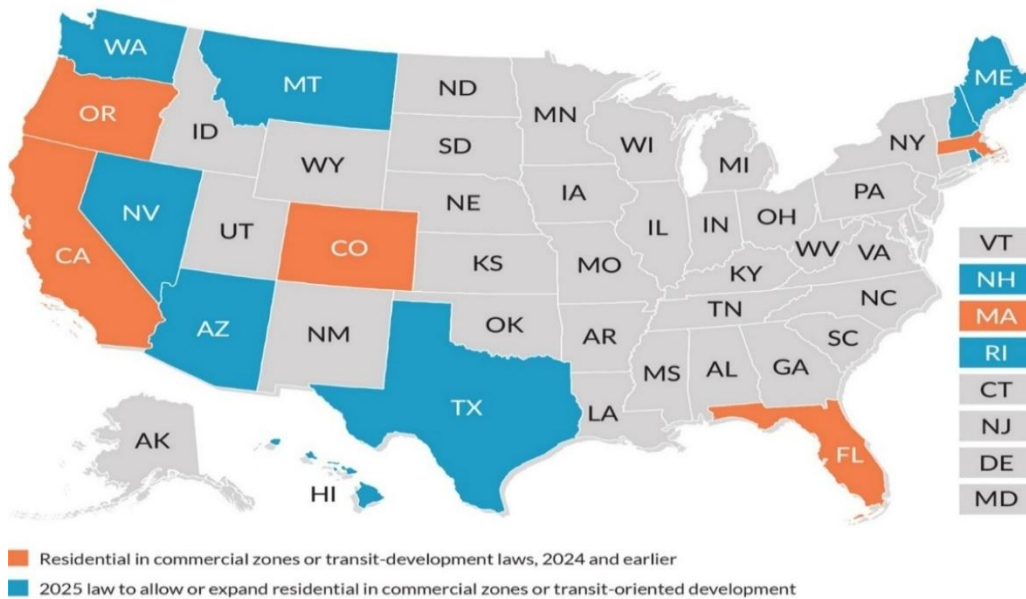 WA
MT
ND
MN
ME
OR
ID
SD
WI
NY
WY
MI
NE
IA
PA
NV
UT
CO
IL
IN
OH
CA
KS
MO
WV
VA
KY
AZ
NM
OK
AR
TN
NC
SC
MS
AL
GA
TX
LA
FL
AK
HI
VT
NH
MA
RI
CT
NJ
DE
MD
Residential in commercial zones or transit-development laws, 2024 and earlier
2025 law to allow or expand residential in commercial zones or transit-oriented development